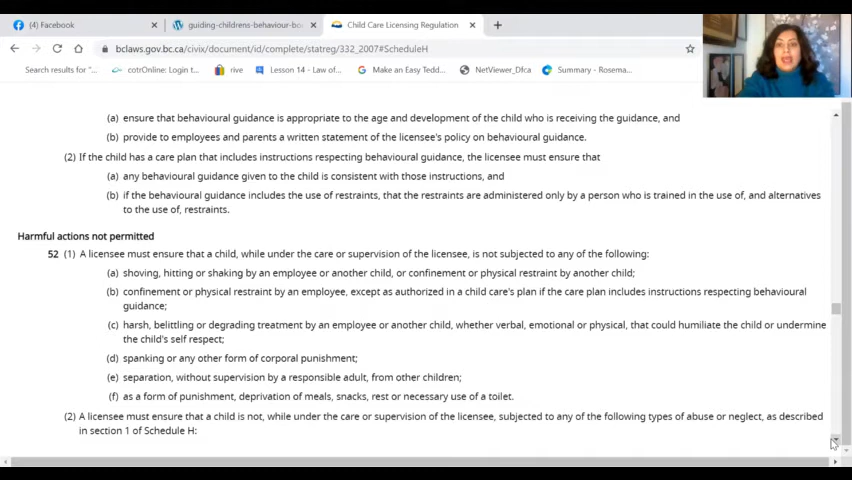 (4) Facebook
guiding-childrens-behaviour-boo
Child Care Licensing Regulation
bclaws.gov.bc.ca/civix/document/id/complete/statreg/332_2007#ScheduleH
Search results for "...
cotrOnline: Login t...
rive
Lesson 14 - Law of...
Make an Easy Tedd...
NetViewer_Dfca
Summary - Rosema...
(a) ensure that behavioural guidance is appropriate to the age and development of the child who is receiving the guidance, and
(b) provide to employees and parents a written statement of the licensee's policy on behavioural guidance.
(2) If the child has a care plan that includes instructions respecting behavioural guidance, the licensee must ensure that
(a) any behavioural guidance given to the child is consistent with those instructions, and
(b) if the behavioural guidance includes the use of restraints, that the restraints are administered only by a person who is trained in the use of, and alternatives
to the use of, restraints.
Harmful actions not permitted
52 (1) A licensee must ensure that a child, while under the care or supervision of the licensee, is not subjected to any of the following:
(a) shoving, hitting or shaking by an employee or another child, or confinement or physical restraint by another child;
(b) confinement or physical restraint by an employee, except as authorized in a child care's plan if the care plan includes instructions respecting behavioural
guidance;
(c) harsh, belittling or degrading treatment by an employee or another child, whether verbal, emotional or physical, that could humiliate the child or undermine
the child's self respect;
(d) spanking or any other form of corporal punishment;
(e) separation, without supervision by a responsible adult, from other children;
(f) as a form of punishment, deprivation of meals, snacks, rest or necessary use of a toilet.
(2) A licensee must ensure that a child is not, while under the care or supervision of the licensee, subjected to any of the following types of abuse or neglect, as described
in section 1 of Schedule H: